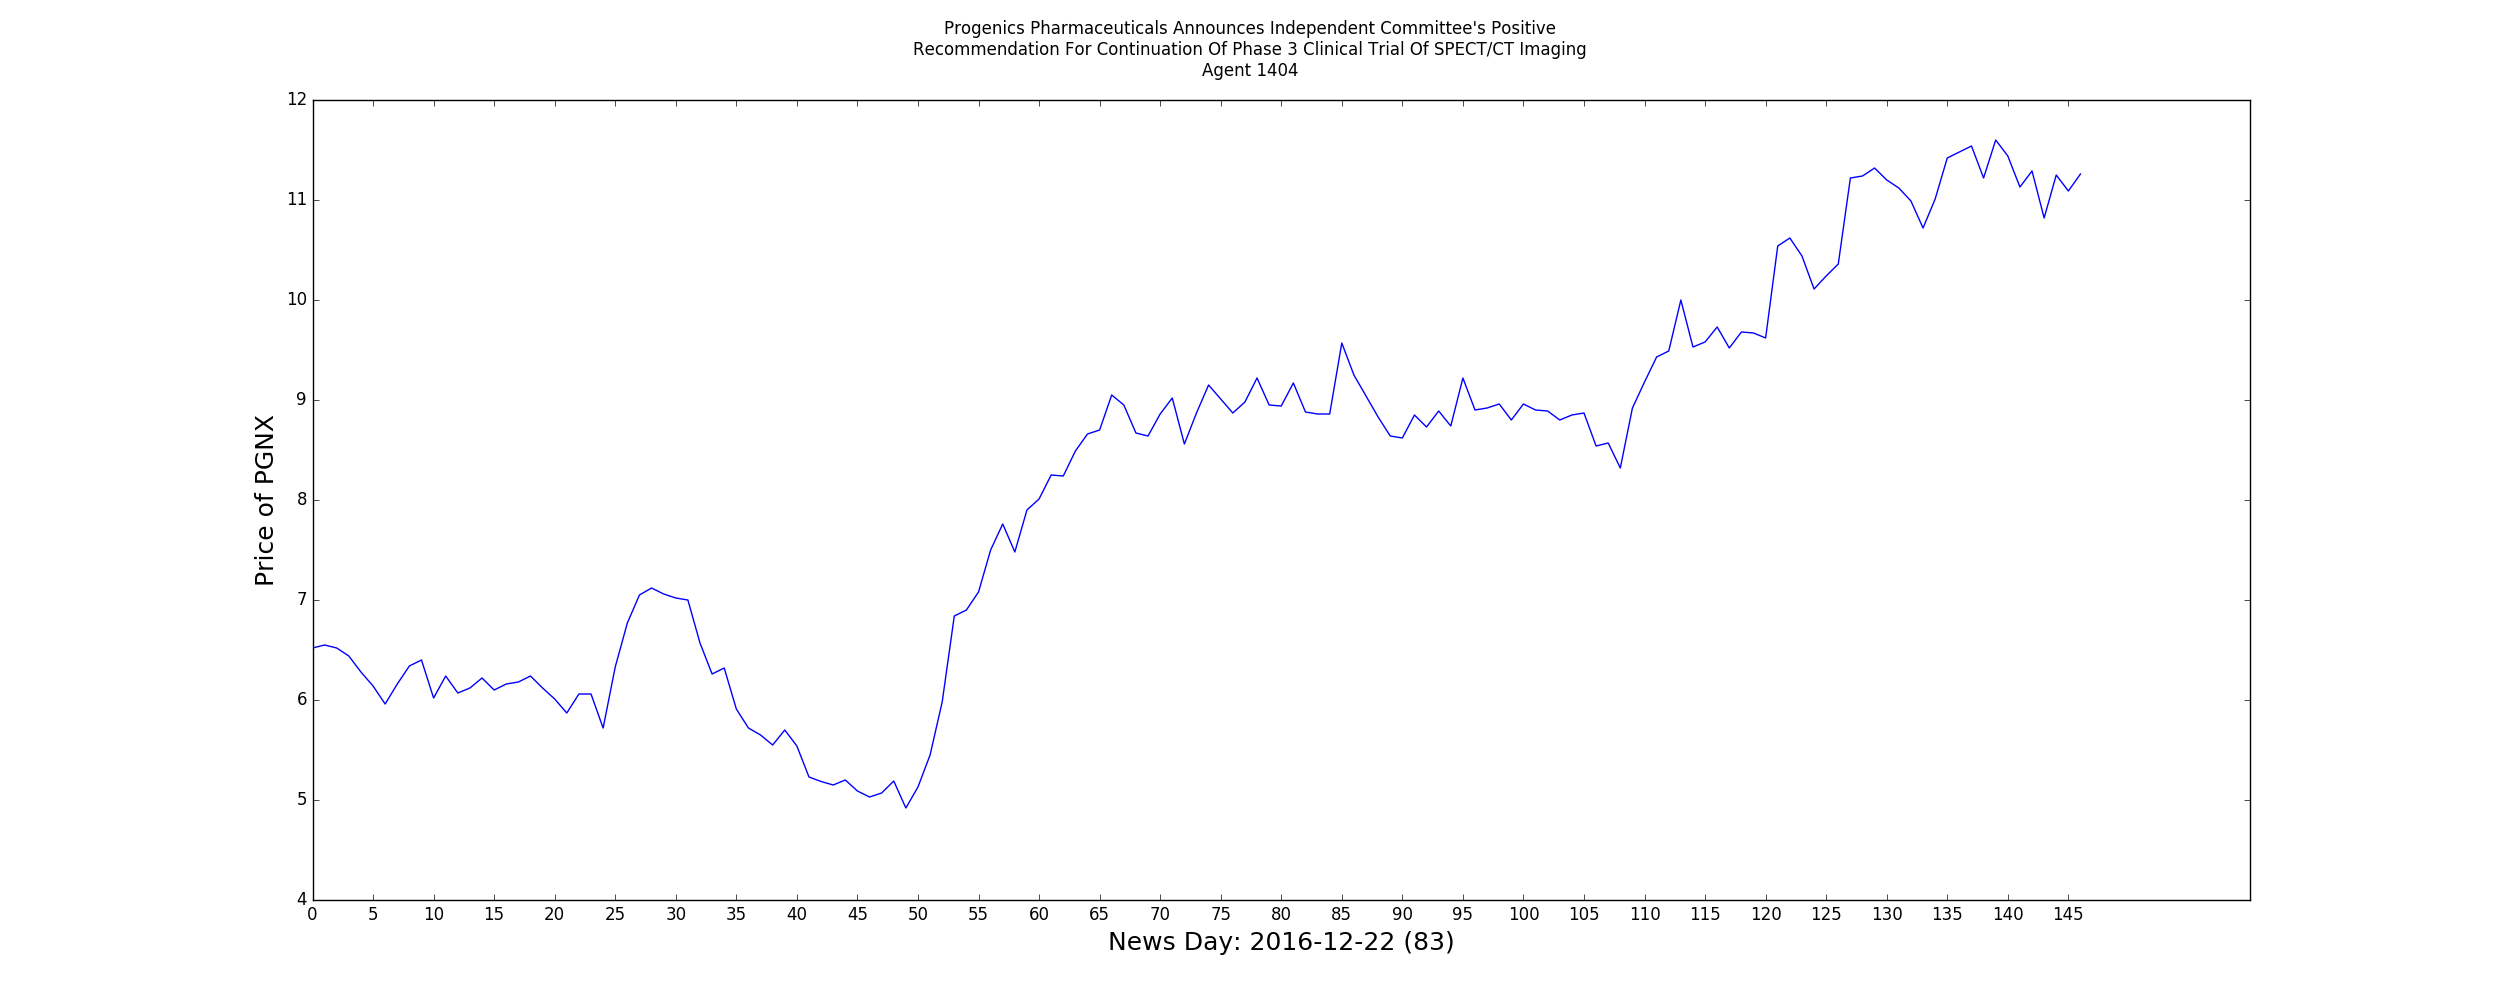 Progenics Pharmaceuticals Announces Independent Committee's Positive
Recommendation For Continuation Of Phase 3 Clinical Trial Of SPECT/CT Imaging
Agent 1404
12
11
10
9
8
7
6
5
4
Price of PGNX
0 5 10 15 20 25 30 35 40 45 50 55 60 65 70 75 80 85 90 95 100 105 110 115 120 125 130 135 140 145
News Day: 2016-12-22 (83)